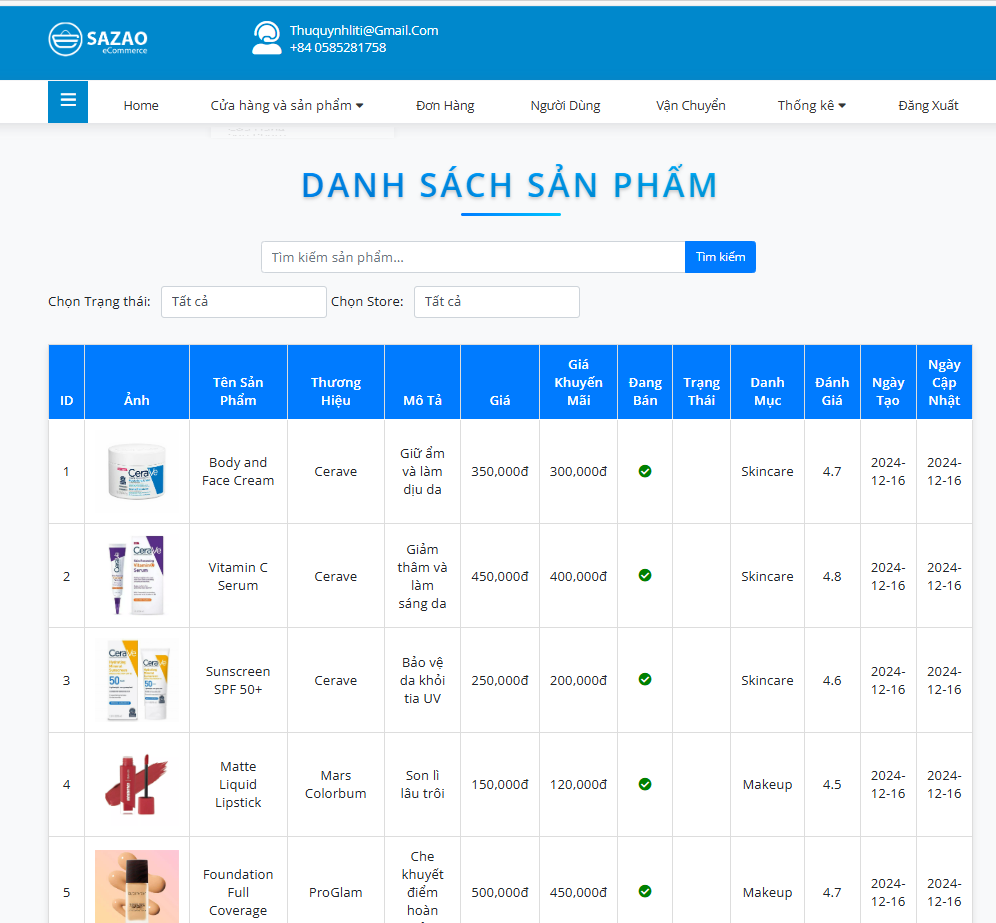 SAZAO
eCommerce
Thuquynhliti@Gmail.Com
+84 0585281758
Home
Cửa hàng và sản phẩm
Đơn Hàng
Người Dùng
Vận Chuyển
Thống kê
Đăng Xuất
DANH SÁCH SẢN PHẨM
Tìm kiếm sản phẩm...
Tìm kiếm
Chọn Trạng thái:
Tất cả
Chọn Store:
Tất cả
ID
Ảnh
Tên Sản
Phẩm
Thương
Hiệu
Mô Tả
Giá
Giá
Khuyến
Mãi
Đang
Bán
Trạng
Thái
Danh
Mục
Đánh
Giá
Ngày
Tạo
Ngày
Cập
Nhật
1
CeraVe
Body and
Face Cream
Cerave
Giữ ẩm
và làm
dịu da
350,000đ
300,000đ
Skincare
4.7
2024-
12-16
2024-
12-16
2
CeraVe
CeraVe
Vitamin C
Serum
Vitamin C
Serum
Cerave
Giảm
thâm và
làm
sáng da
450,000đ
400,000đ
Skincare
4.8
2024-
12-16
2024-
12-16
3
CeraVe
50
CeraVe
50
Sunscreen
SPF 50+
Cerave
Bảo vệ
da khỏi
tia UV
250,000đ
200,000đ
Skincare
4.6
2024-
12-16
2024-
12-16
4
Matte
Liquid
Lipstick
Mars
Colorbum
Son lì
lâu trôi
150,000đ
120,000đ
Makeup
4.5
2024-
12-16
2024-
12-16
5
Foundation
Full
Coverage
ProGlam
Che
khuyết
điểm
hoàn
500,000đ
450,000đ
Makeup
4.7
2024-
12-16
2024-
12-16